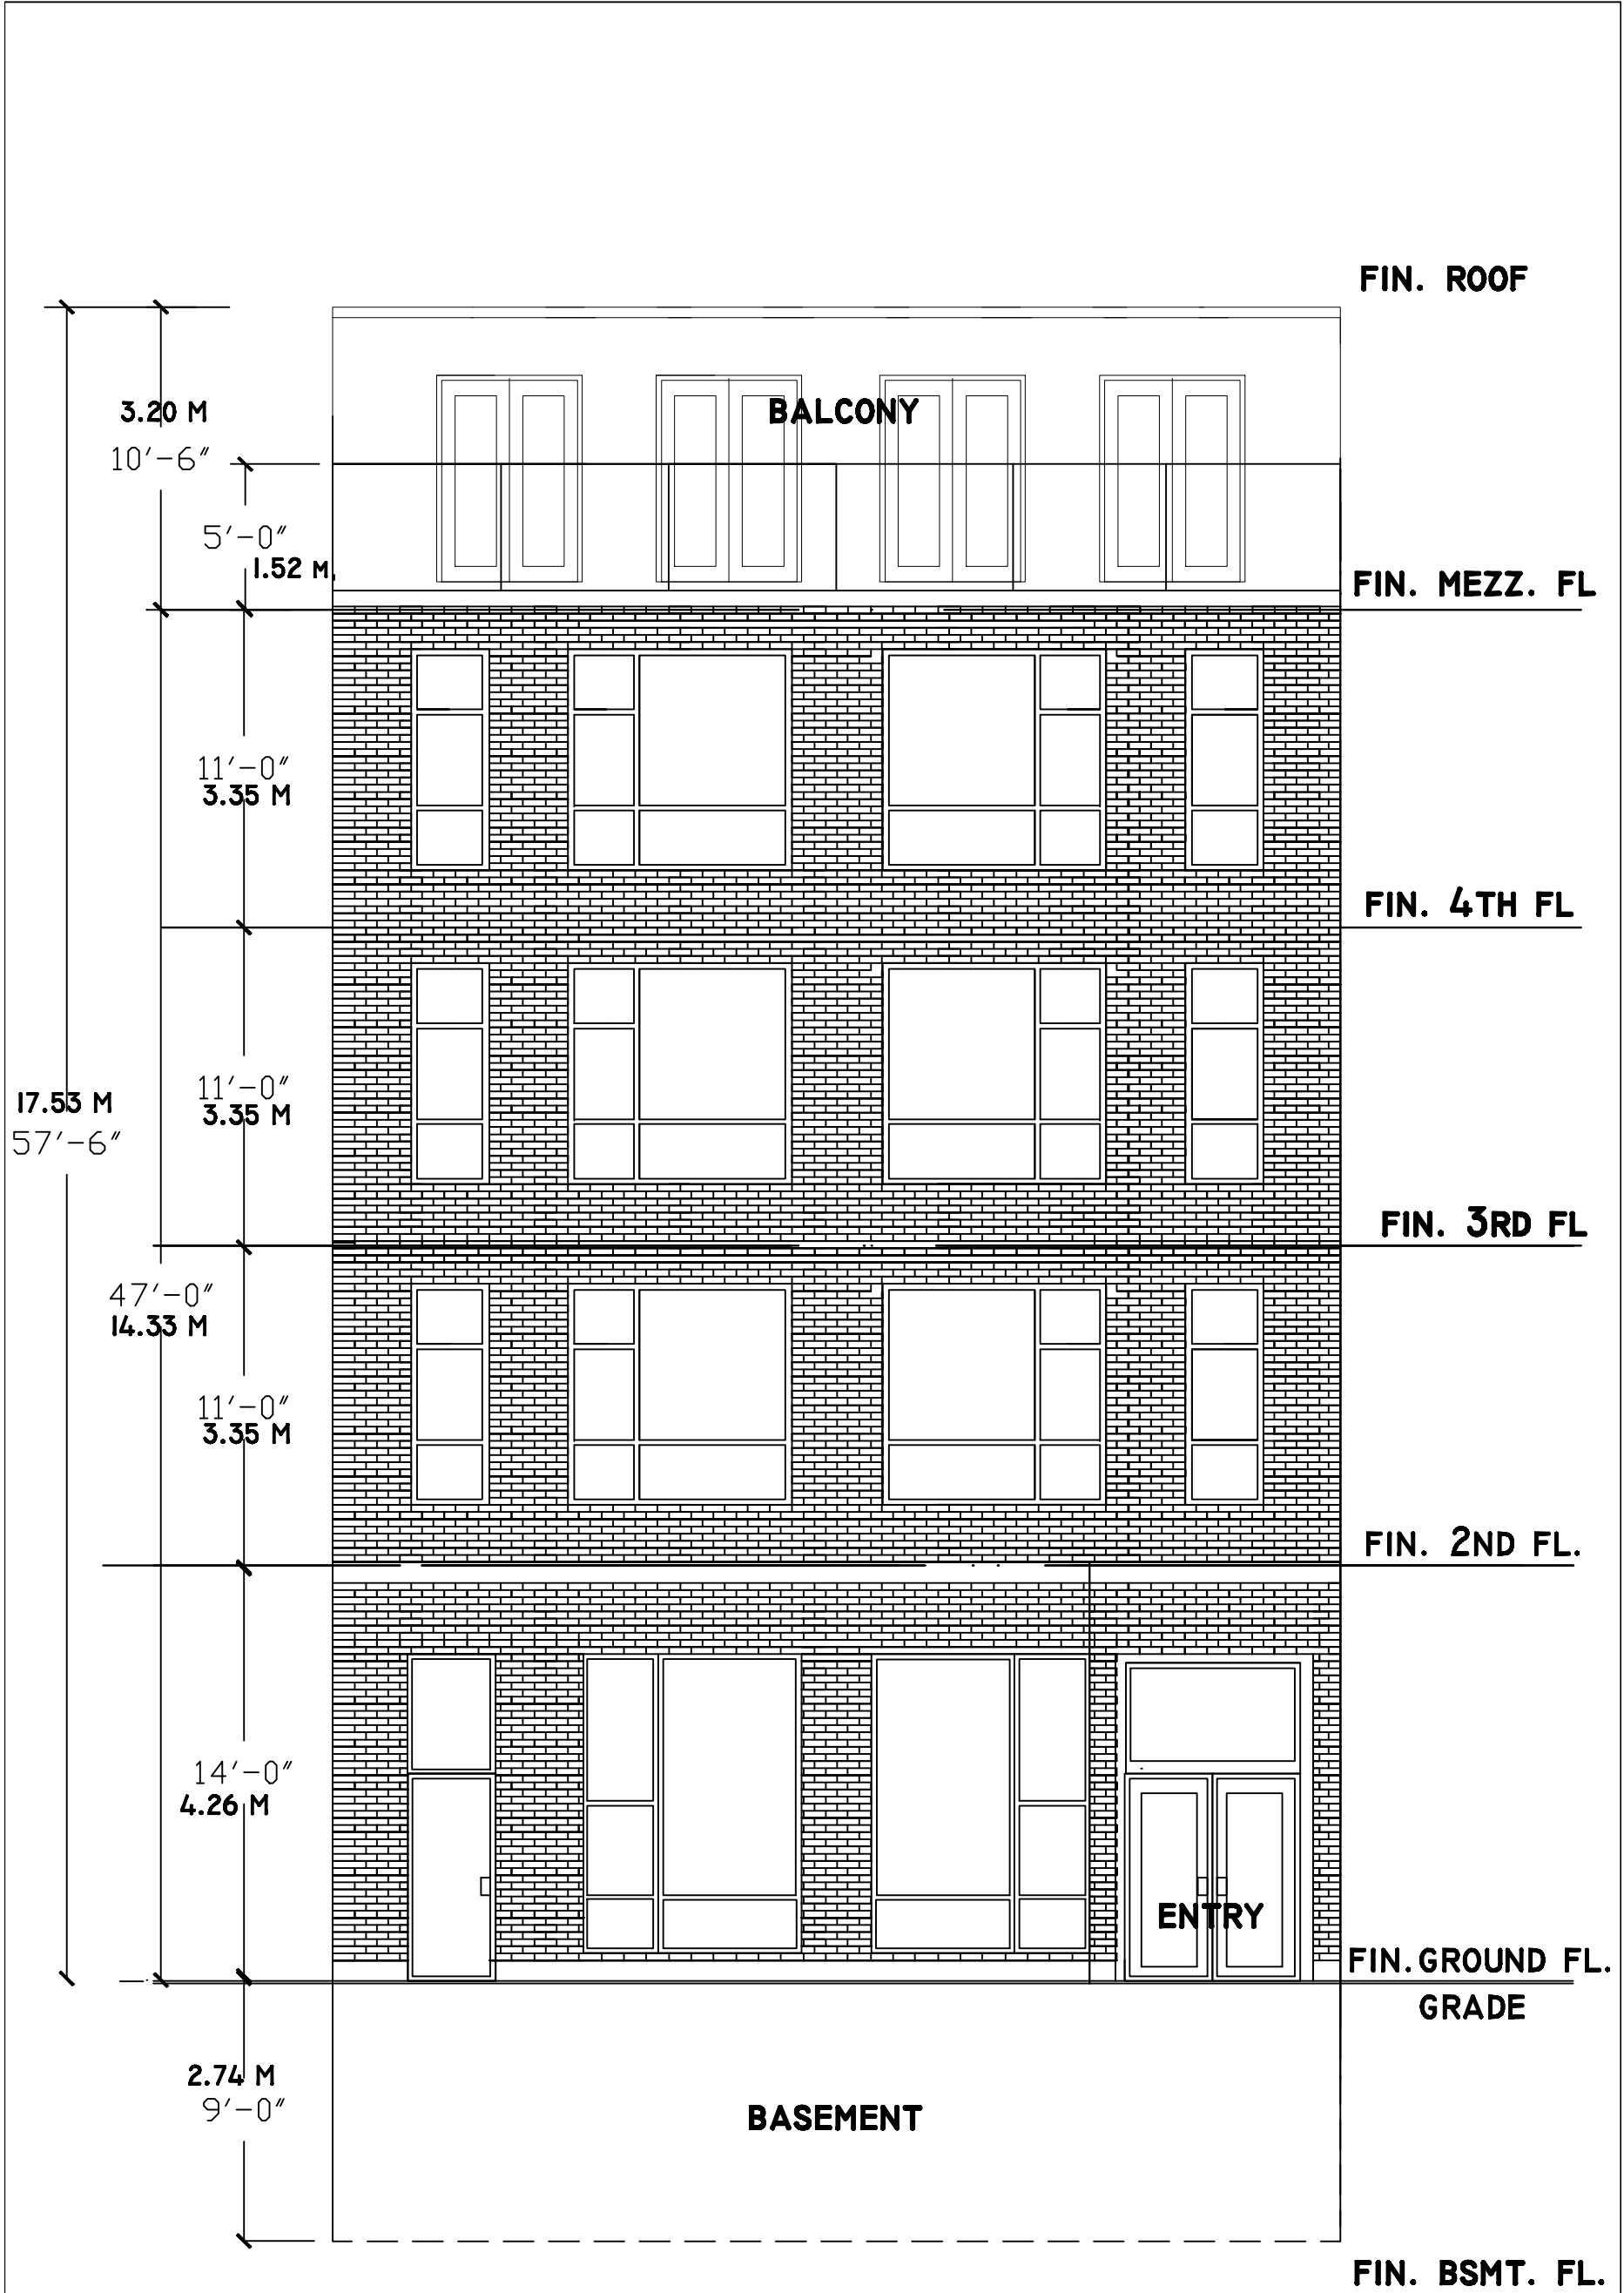 FIN. ROOF
3.20 M
BALCONY
10'-6"
5'-0"
1.52 M
FIN. MEZZ. FL
11'-0"
3.35 M
FIN. 4TH FL
11'-0"
3.35 M
17.53 M
57'-6"
FIN. 3RD FL
47'-0"
14.33 M
11'-0"
3.35 M
FIN. 2ND FL.
14'-0"
4.26 M
ENTRY
FIN. GROUND FL.
GRADE
2.74 M
9'-0"
BASEMENT
FIN. BSMT. FL.